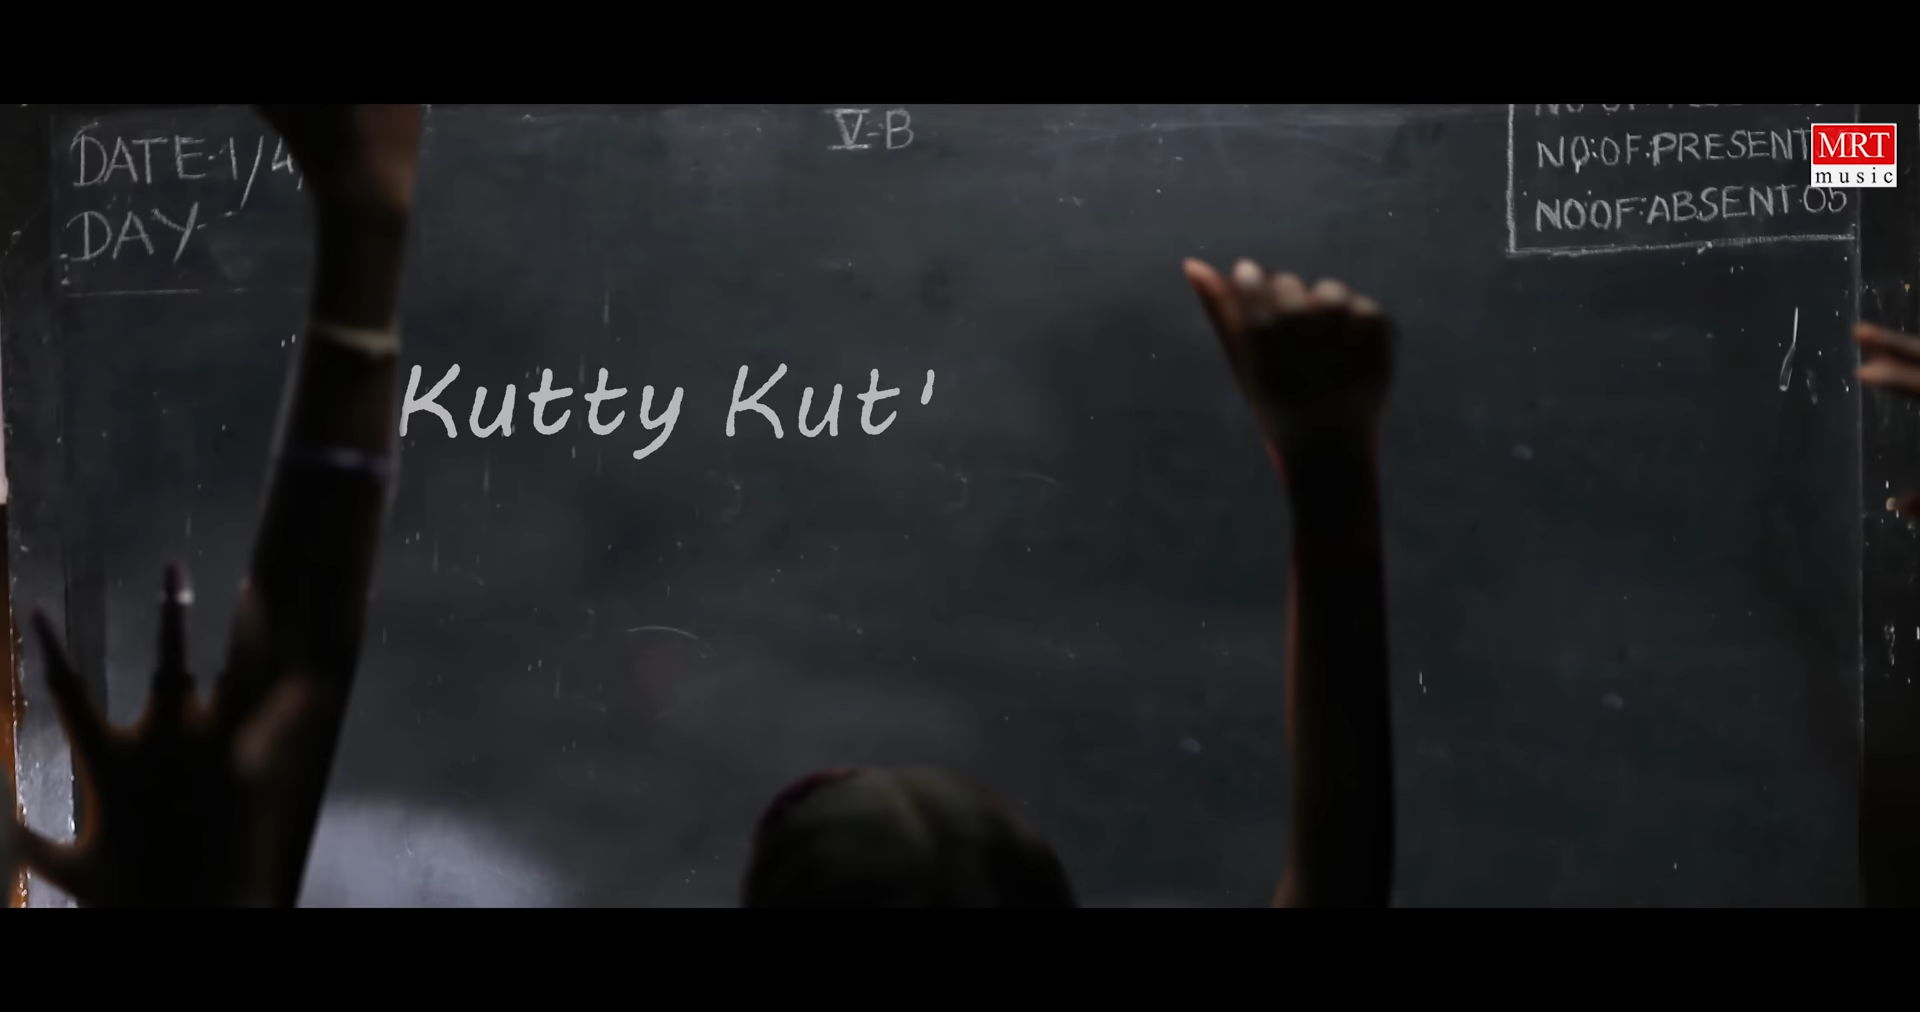 V-B
DATE·1/4/
DAY·
NO:OF:PRESENT
NO:OF:ABSENT·05
MRT
music
Kutty Kut'